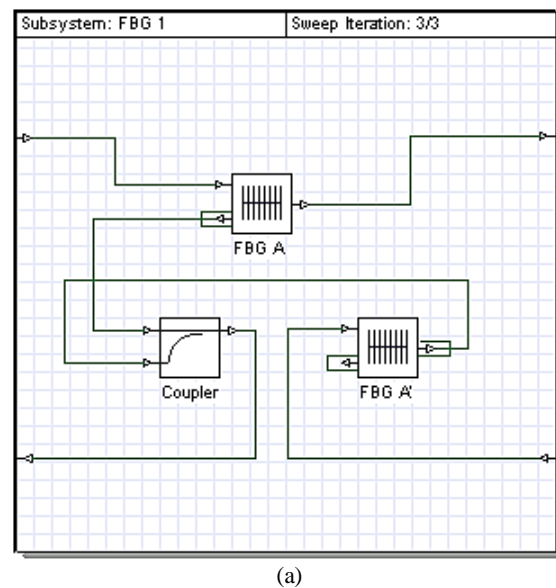 Subsystem: FBG 1 Sweep Iteration: 3/3
FBG A
Coupler FBG A'
(a)